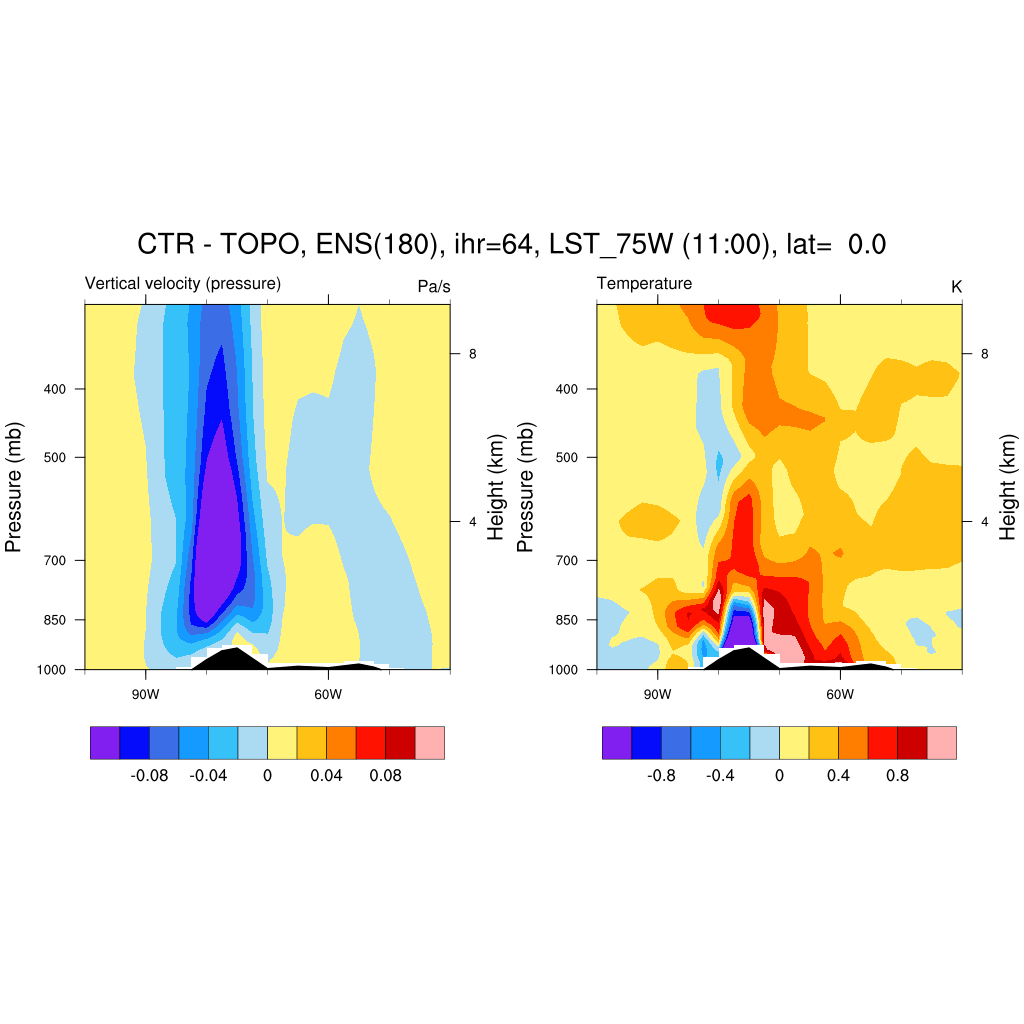 CTR - TOPO, ENS(180), ihr=64, LST_75W (11:00), lat=  0.0
Vertical velocity (pressure)
Pa/s
Pressure (mb)
400
500
700
850
1000
8
4
Height (km)
90W
60W
-0.08
-0.04
0
0.04
0.08
Temperature
K
Pressure (mb)
400
500
700
850
1000
8
4
Height (km)
90W
60W
-0.8
-0.4
0
0.4
0.8